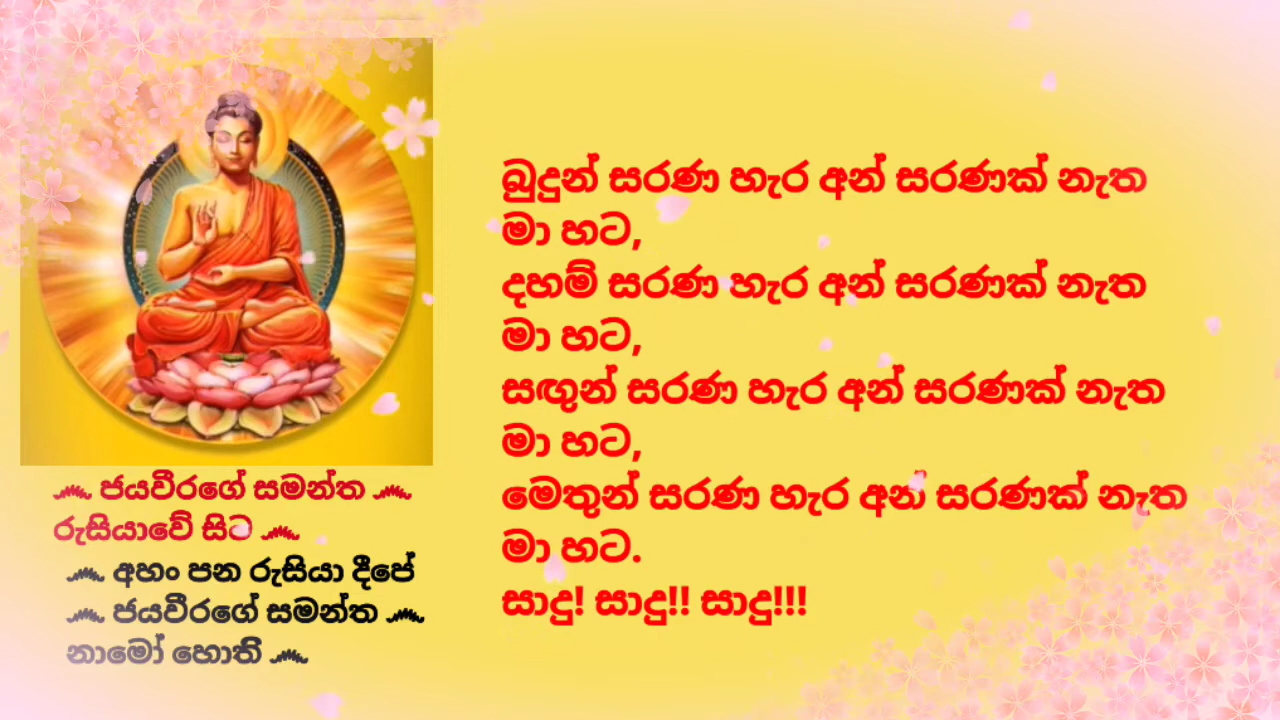 බුදුන් සරණ හැර අන් සරණක් නැත
මා හට,
දහම් සරණ හැර අන් සරණක් නැත
මා හට,
සඟුන් සරණ හැර අන් සරණක් නැත
මා හට,
මෙතුන් සරණ හැර අන් සරණක් නැත
මා හට.
සාදු! සාදු!! සාදු!!!
෴ ජයවීරගේ සමන්ත ෴
රුසියාවේ සිට ෴
෴ අහං පන රුසියා දීපේ
෴ ජයවීරගේ සමන්ත ෴
නාමෝ හොති ෴